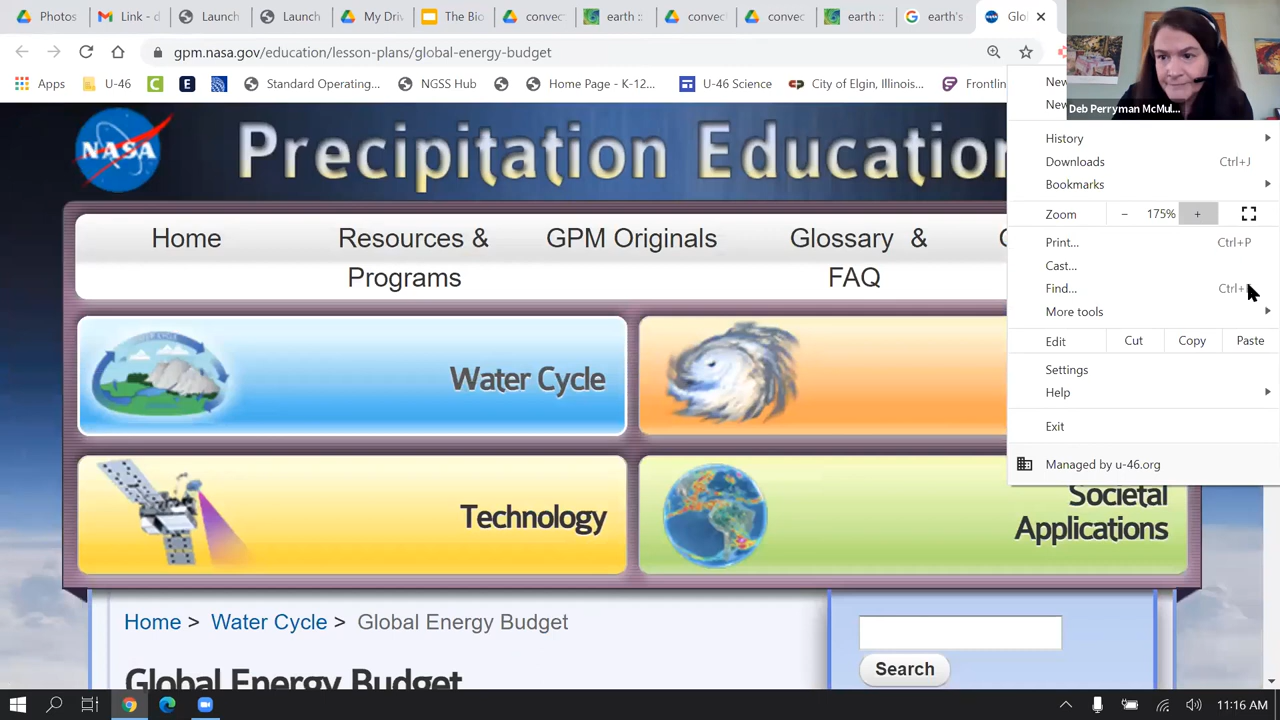 Photos
Link - d
Launch
Launch
My Driv
The Bio
convec
earth ::
convec
convec
earth ::
earth's
Glo
gpm.nasa.gov/education/lesson-plans/global-energy-budget
Apps
U-46
Standard Operating...
NGSS Hub
Home Page - K-12...
U-46 Science
City of Elgin, Illinois...
Frontlin
New
New
Deb Perryman McMul...
History
Downloads Ctrl+J
Bookmarks
Zoom − 175% +
Print... Ctrl+P
Cast...
Find... Ctrl+
More tools
Edit Cut Copy Paste
Settings
Help
Exit
Managed by u-46.org
NASA
Precipitation Education
Home
Resources &
Programs
GPM Originals
Glossary &
FAQ
Water Cycle
Technology
Societal
Applications
Home > Water Cycle > Global Energy Budget
Global Energy Budget
Search
11:16 AM